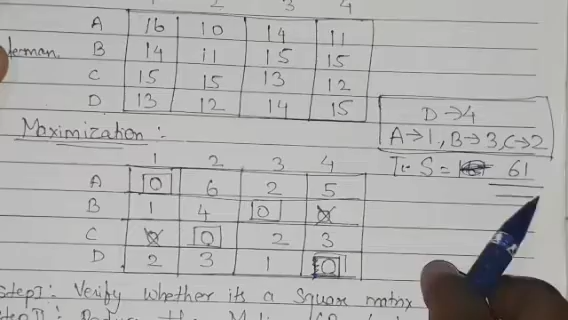 2 3 4
A 16 10 14 11
B 14 11 15 15
C 15 15 13 12
D 13 12 14 15
D→4
A→1, B→3, C→2
Maximization :
T. S = 61
1 2 3 4
A 0 6 2 5
B 1 4 0 0
C 0 0 2 3
D 2 3 1 0
Step I : Verify whether its a Square matrix